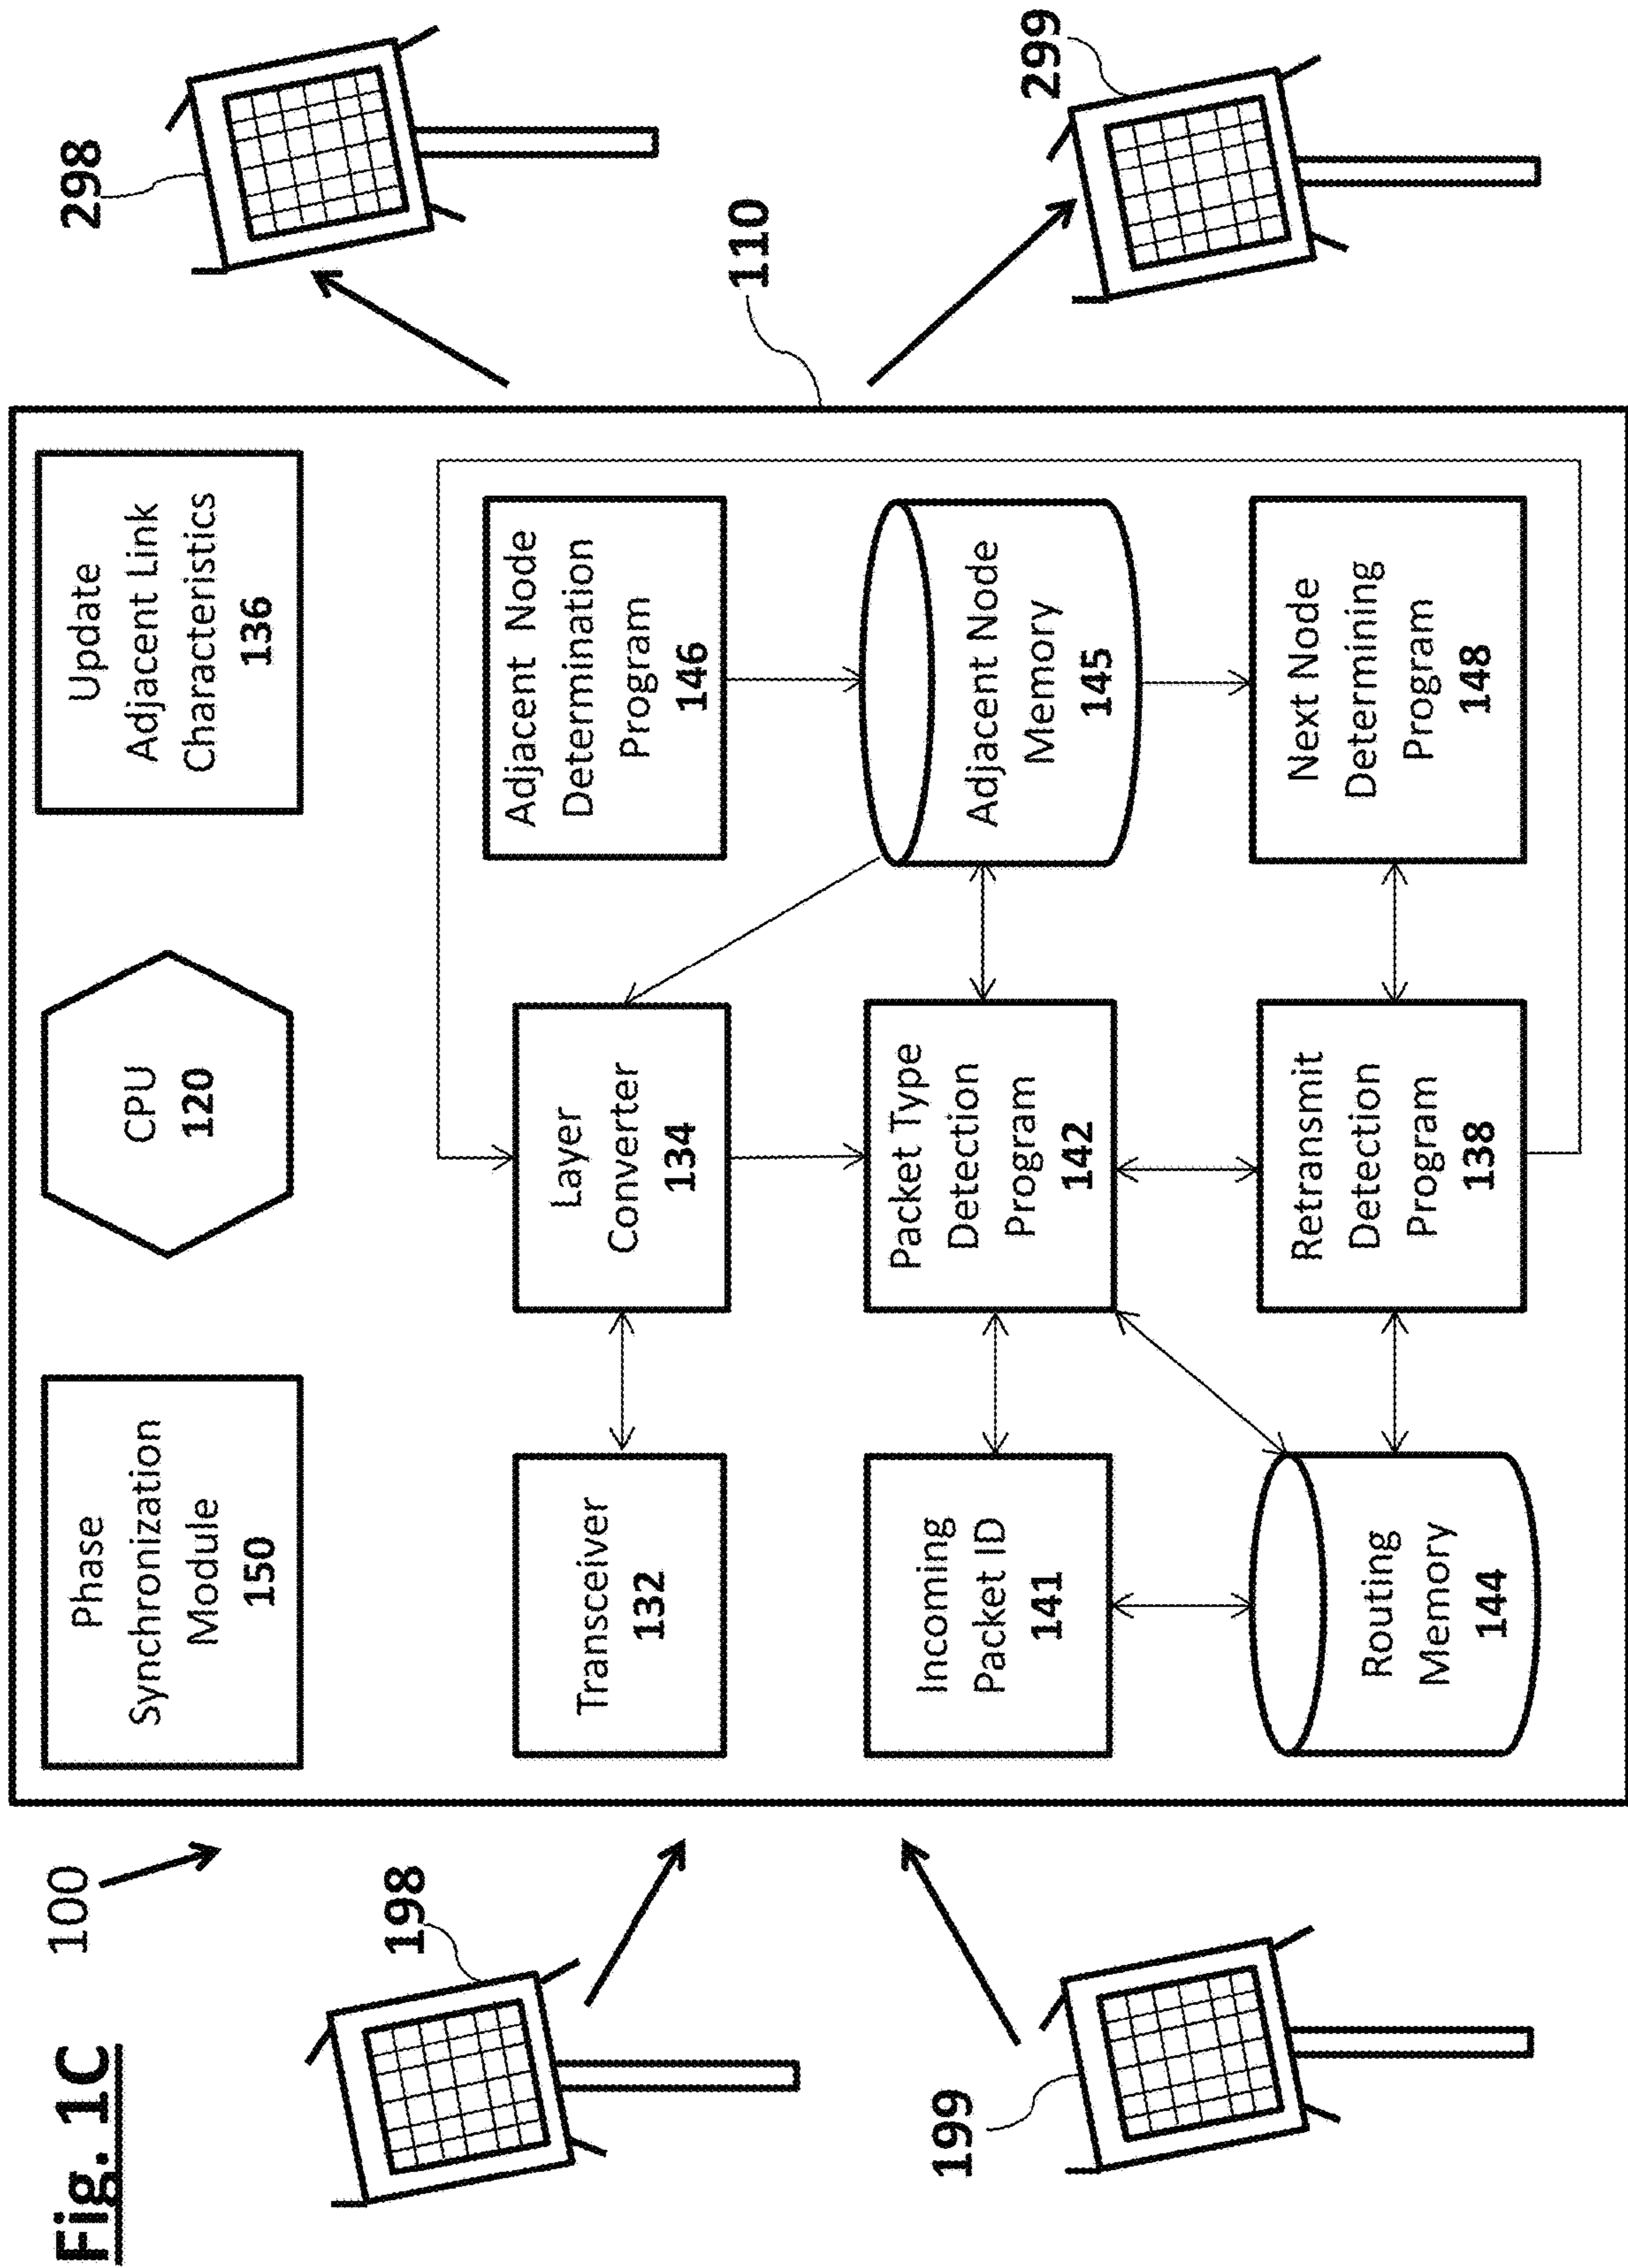 Fig. 1C
100
110
198
199
298
299
Phase
Synchronization
Module
150
CPU
120
Update
Adjacent Link
Characteristics
136
Transceiver
132
Layer
Converter
134
Adjacent Node
Determination
Program
146
Incoming
Packet ID
141
Packet Type
Detection
Program
142
Adjacent Node
Memory
145
Routing
Memory
144
Retransmit
Detection
Program
138
Next Node
Determining
Program
148